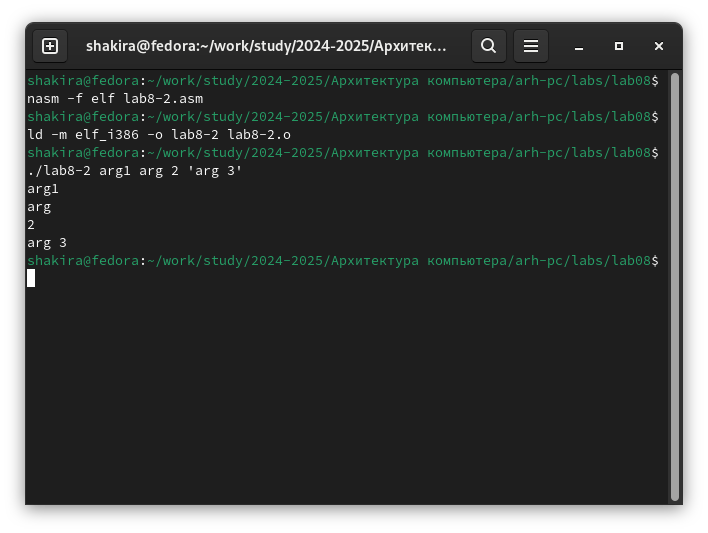 shakira@fedora:~/work/study/2024-2025/Архитек...
shakira@fedora:~/work/study/2024-2025/Архитектура компьютера/arh-pc/labs/lab08$
nasm -f elf lab8-2.asm
shakira@fedora:~/work/study/2024-2025/Архитектура компьютера/arh-pc/labs/lab08$
ld -m elf_i386 -o lab8-2 lab8-2.o
shakira@fedora:~/work/study/2024-2025/Архитектура компьютера/arh-pc/labs/lab08$
./lab8-2 arg1 arg 2 'arg 3'
arg1
arg
2
arg 3
shakira@fedora:~/work/study/2024-2025/Архитектура компьютера/arh-pc/labs/lab08$